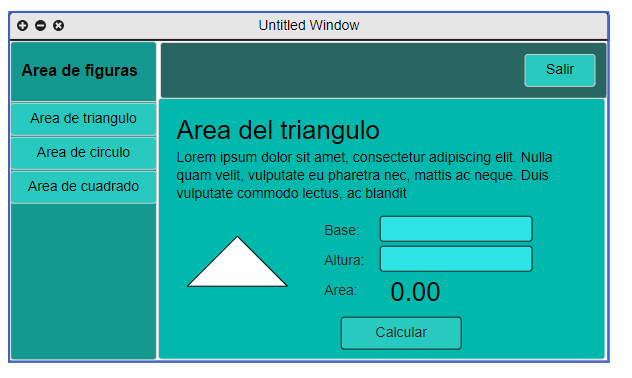 Untitled Window
Area de figuras
Salir
Area de triangulo
Area de circulo
Area de cuadrado
Area del triangulo
Lorem ipsum dolor sit amet, consectetur adipiscing elit. Nulla
quam velit, vulputate eu pharetra nec, mattis ac neque. Duis
vulputate commodo lectus, ac blandit
Base:
Altura:
Area: 0.00
Calcular